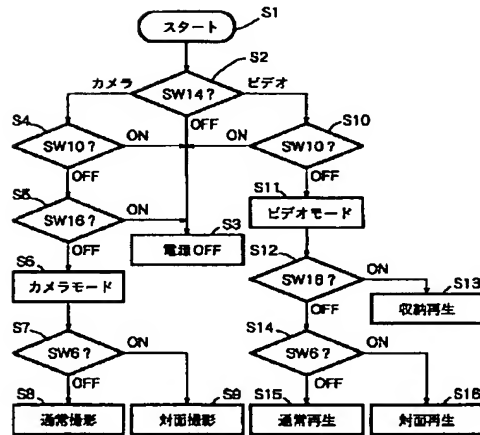 S1
スタート
S2
カメラ
SW14?
ビデオ
S4
OFF
S10
SW10?
ON
ON
SW10?
OFF
OFF
S5
S11
SW16?
ON
ビデオモード
OFF
S3
S6
電源OFF
S12
カメラモード
SW16?
ON
S13
S7
OFF
収納再生
SW6?
ON
S14
SW6?
ON
OFF
OFF
S8
S9
S15
S16
通常撮影
対面撮影
通常再生
対面再生